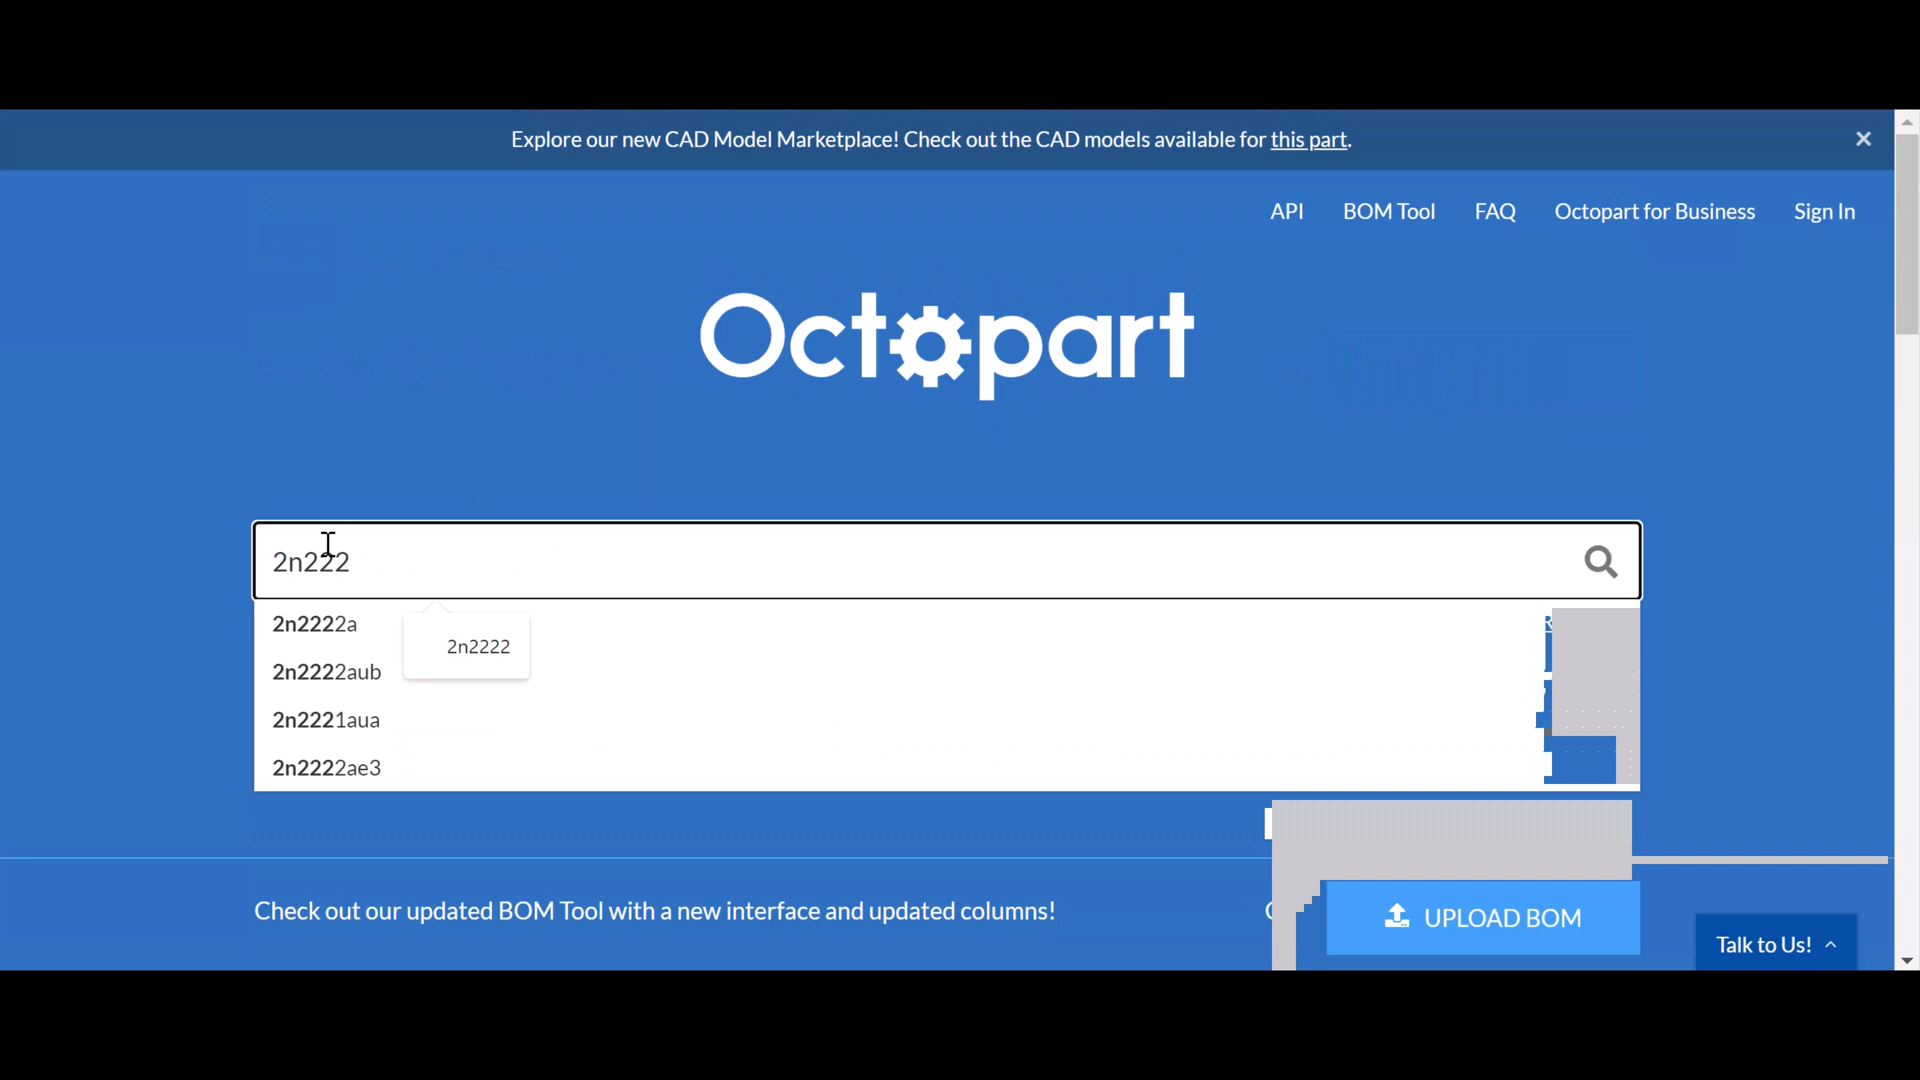 Explore our new CAD Model Marketplace! Check out the CAD models available for this part.
API BOM Tool FAQ Octopart for Business Sign In
Octopart
2n222
2n2222a
2n2222
2n2222aub
2n2221aua
2n2222ae3
Check out our updated BOM Tool with a new interface and updated columns!
UPLOAD BOM
Talk to Us!